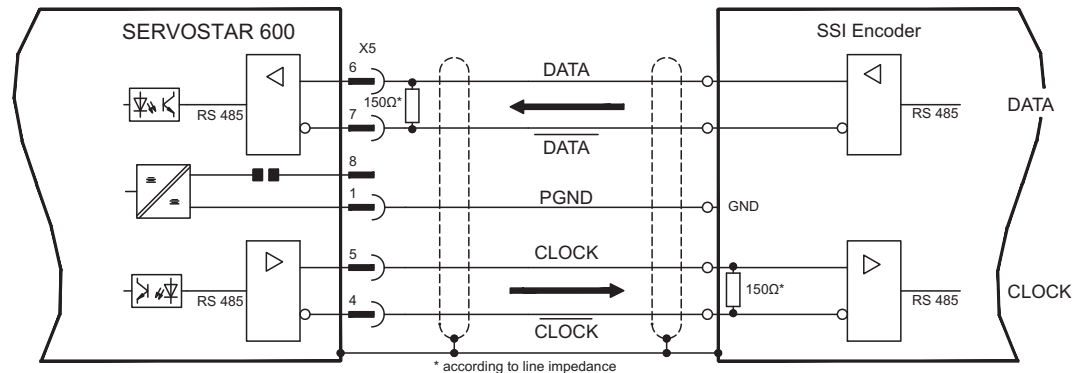 SERVOSTAR 600
SSI Encoder
X5
6
DATA
150Ω*
RS 485
RS 485
DATA
7
DATA
8
1
PGND
GND
5
CLOCK
150Ω*
RS 485
RS 485
CLOCK
4
CLOCK
* according to line impedance